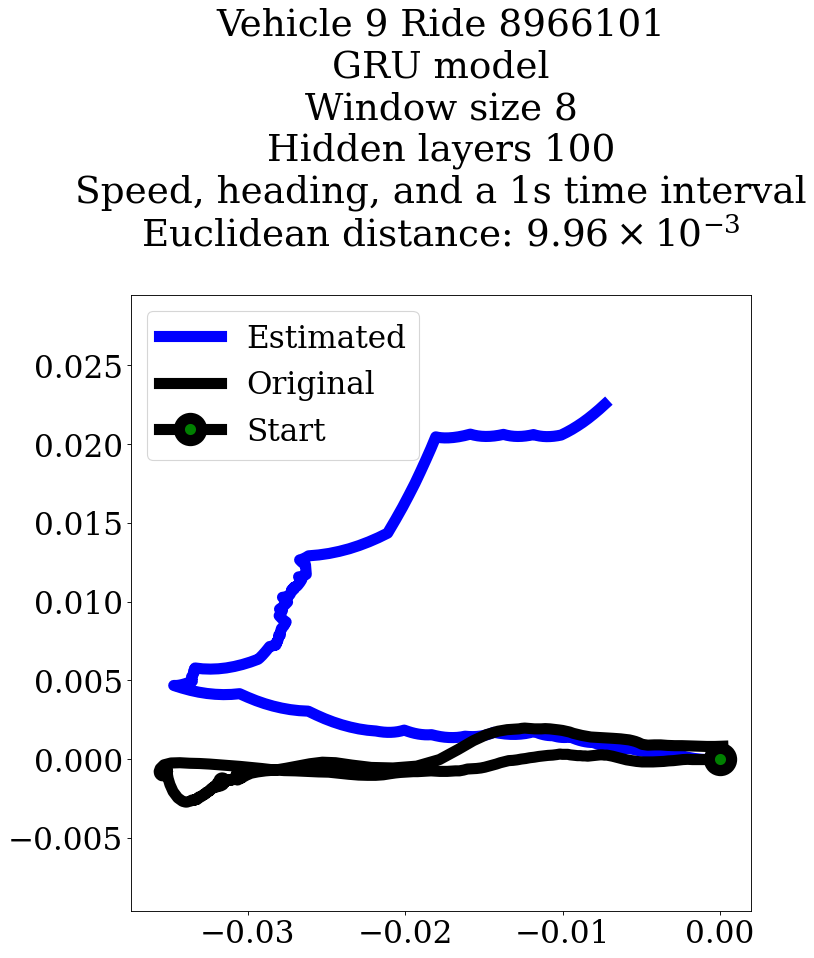 Vehicle 9 Ride 8966101
GRU model
Window size 8
Hidden layers 100
Speed, heading, and a 1s time interval
Euclidean distance: 9.96 × 10⁻³
Estimated
Original
Start
0.025
0.020
0.015
0.010
0.005
0.000
−0.005
−0.03 −0.02 −0.01 0.00